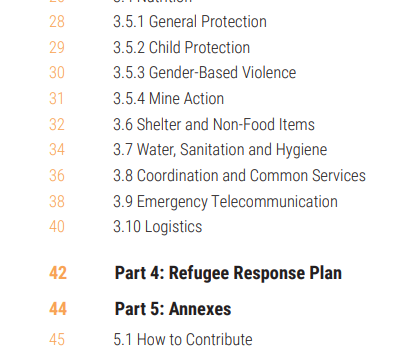 28 3.5.1 General Protection
29 3.5.2 Child Protection
30 3.5.3 Gender-Based Violence
31 3.5.4 Mine Action
32 3.6 Shelter and Non-Food Items
34 3.7 Water, Sanitation and Hygiene
36 3.8 Coordination and Common Services
38 3.9 Emergency Telecommunication
40 3.10 Logistics
42 Part 4: Refugee Response Plan
44 Part 5: Annexes
45 5.1 How to Contribute